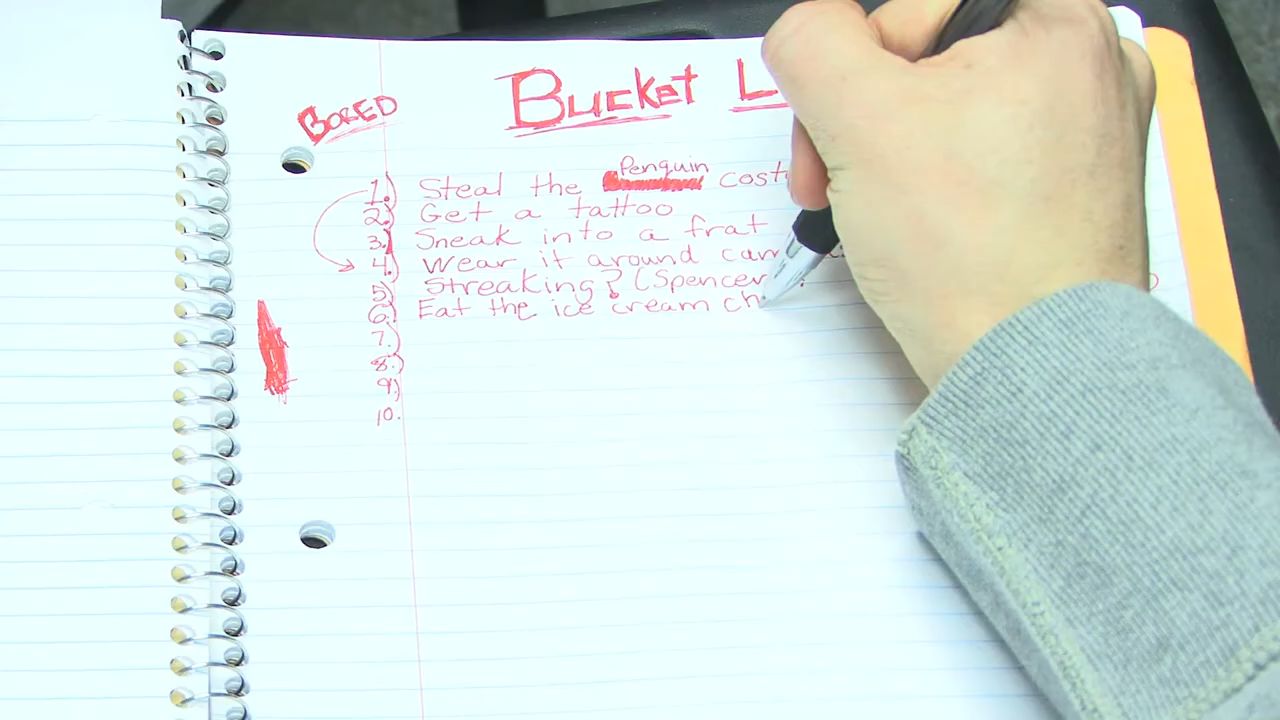 BORED
BUCKET L
1.) Steal the Penguin cost
2.) Get a tattoo
3.) Sneak into a frat
4.) Wear it around cam
5) Streaking? (Spencer
6.) Eat the ice cream ch
7.)
8.)
9.)
10.